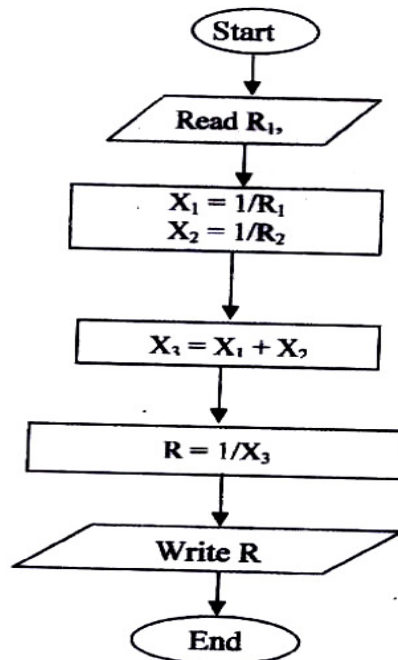 Start
Read R₁,
X₁ = 1/R₁
X₂ = 1/R₂
X₃ = X₁ + X₂
R = 1/X₃
Write R
End